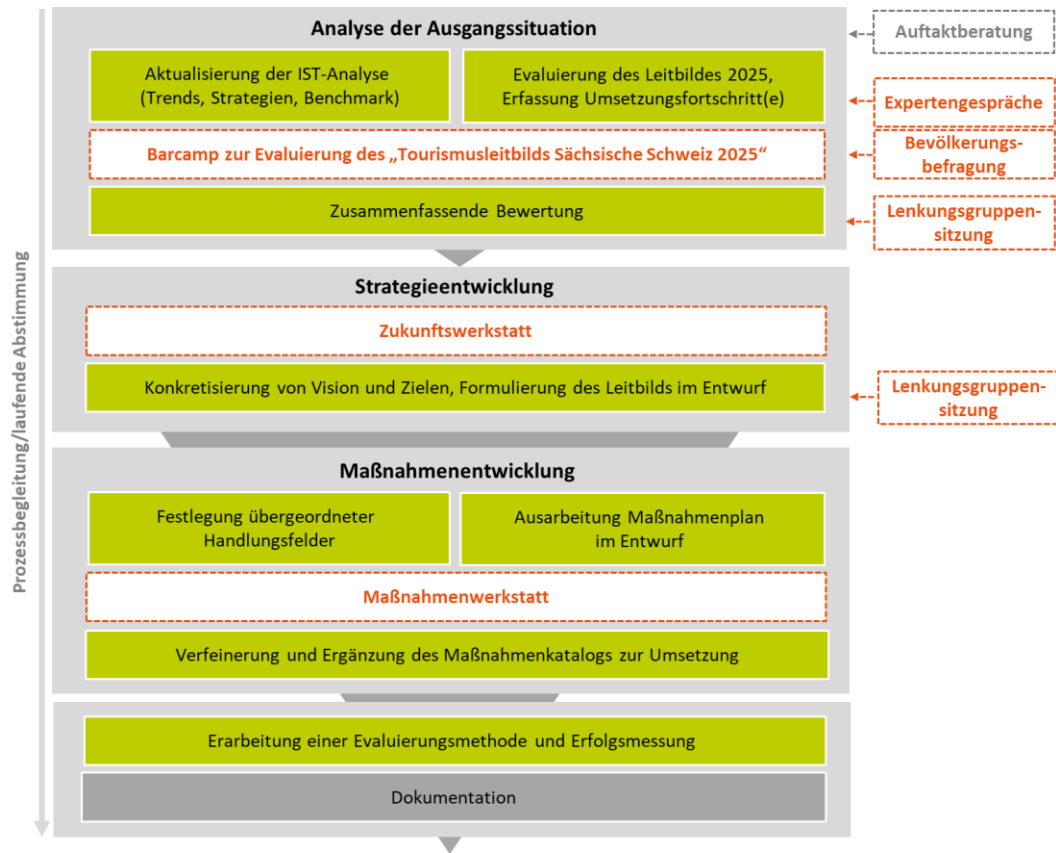 Analyse der Ausgangssituation
Auftaktberatung
Aktualisierung der IST-Analyse
(Trends, Strategien, Benchmark)
Evaluierung des Leitbildes 2025,
Erfassung Umsetzungsfortschritt(e)
Expertengespräche
Barcamp zur Evaluierung des „Tourismusleitbilds Sächsische Schweiz 2025“
Bevölkerungs-
befragung
Zusammenfassende Bewertung
Lenkungsgruppen-
sitzung
Prozessbegleitung/laufende Abstimmung
Strategieentwicklung
Zukunftswerkstatt
Konkretisierung von Vision und Zielen, Formulierung des Leitbilds im Entwurf
Lenkungsgruppen-
sitzung
Maßnahmenentwicklung
Festlegung übergeordneter
Handlungsfelder
Ausarbeitung Maßnahmenplan
im Entwurf
Maßnahmenwerkstatt
Verfeinerung und Ergänzung des Maßnahmenkatalogs zur Umsetzung
Erarbeitung einer Evaluierungsmethode und Erfolgsmessung
Dokumentation